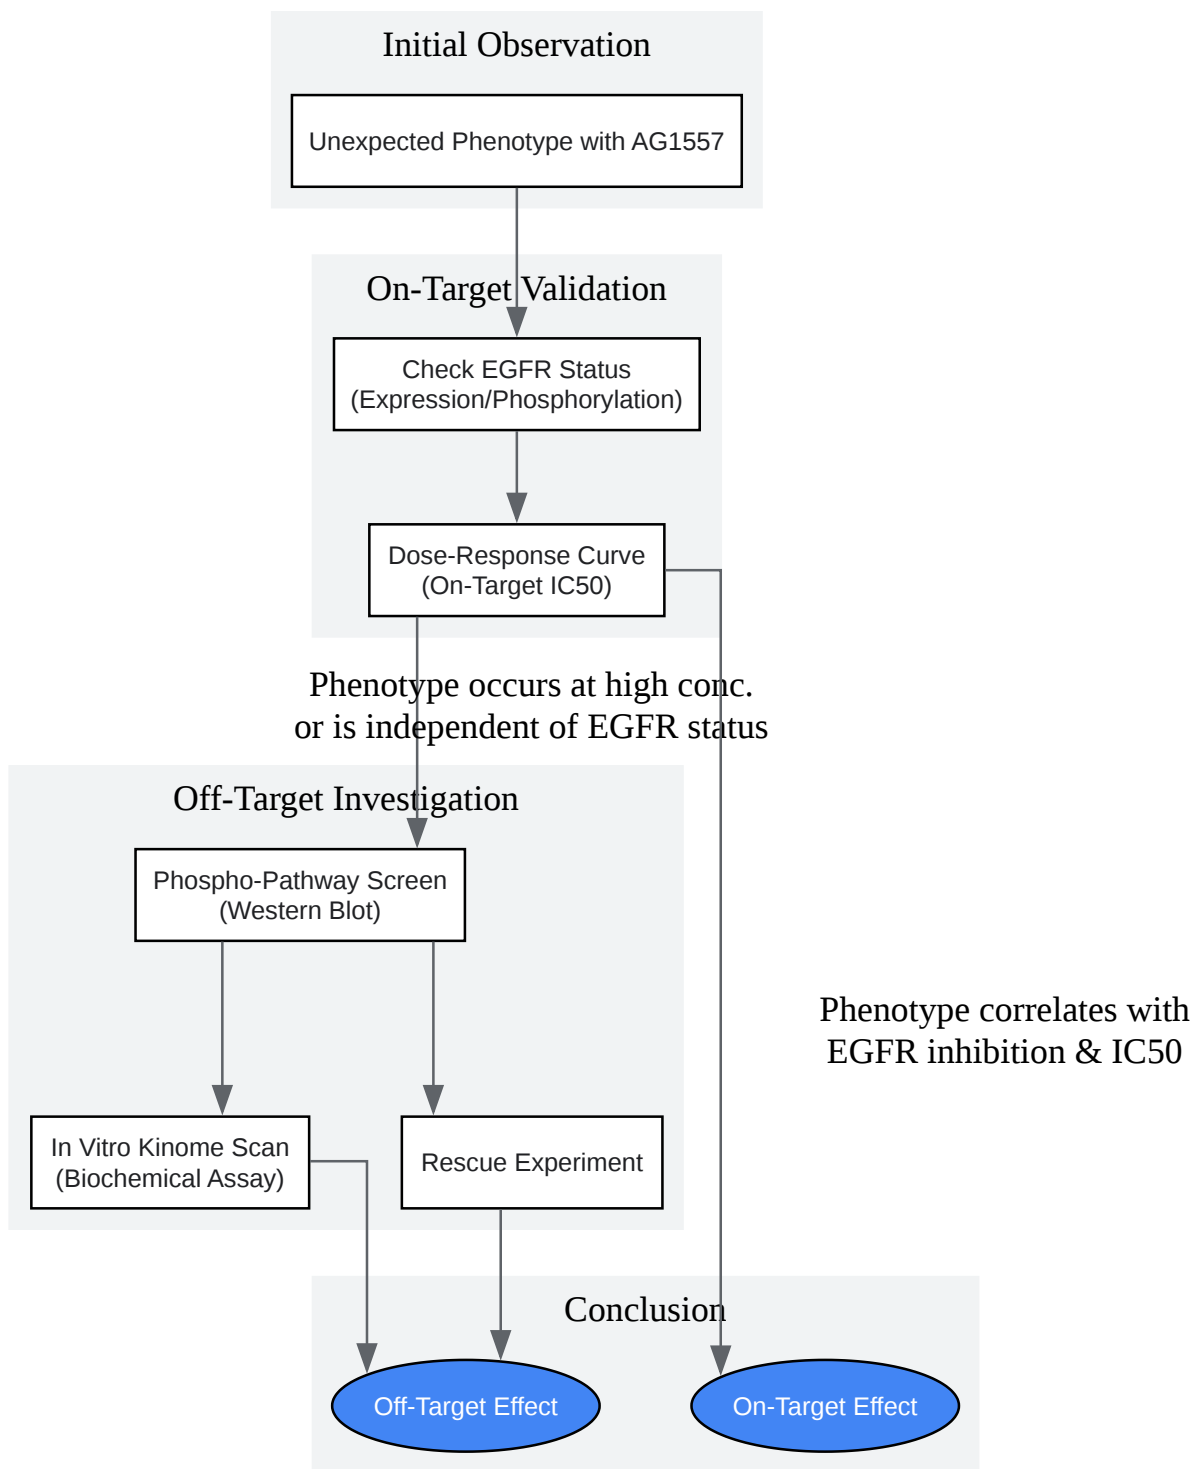 Initial Observation
Unexpected Phenotype with AG1557
On-Target Validation
Check EGFR Status
(Expression/Phosphorylation)
Dose-Response Curve
(On-Target IC50)
Phenotype occurs at high conc.
or is independent of EGFR status
Off-Target Investigation
Phospho-Pathway Screen
(Western Blot)
Phenotype correlates with
EGFR inhibition & IC50
In Vitro Kinome Scan
(Biochemical Assay)
Rescue Experiment
Conclusion
Off-Target Effect
On-Target Effect